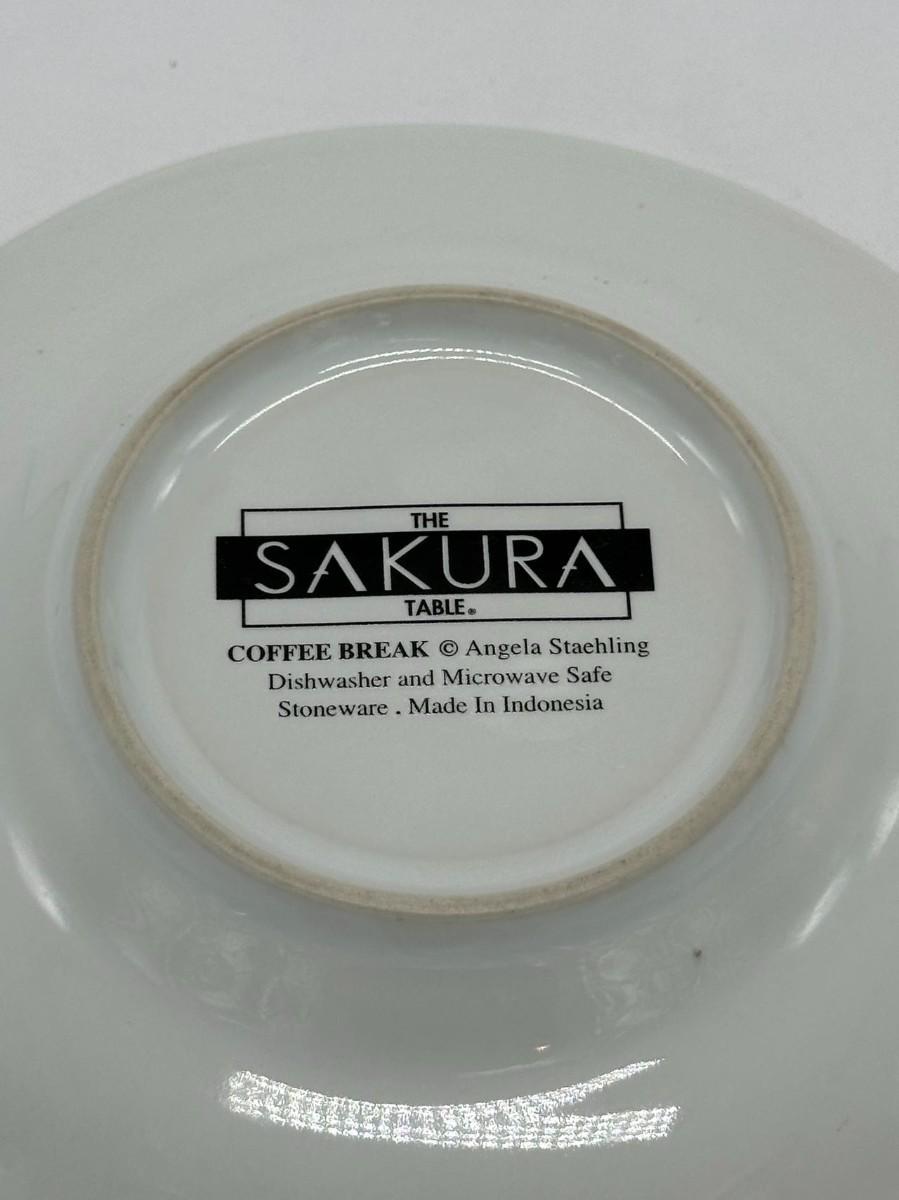 THE
SAKURA
TABLE®
COFFEE BREAK © Angela Staehling
Dishwasher and Microwave Safe
Stoneware . Made In Indonesia